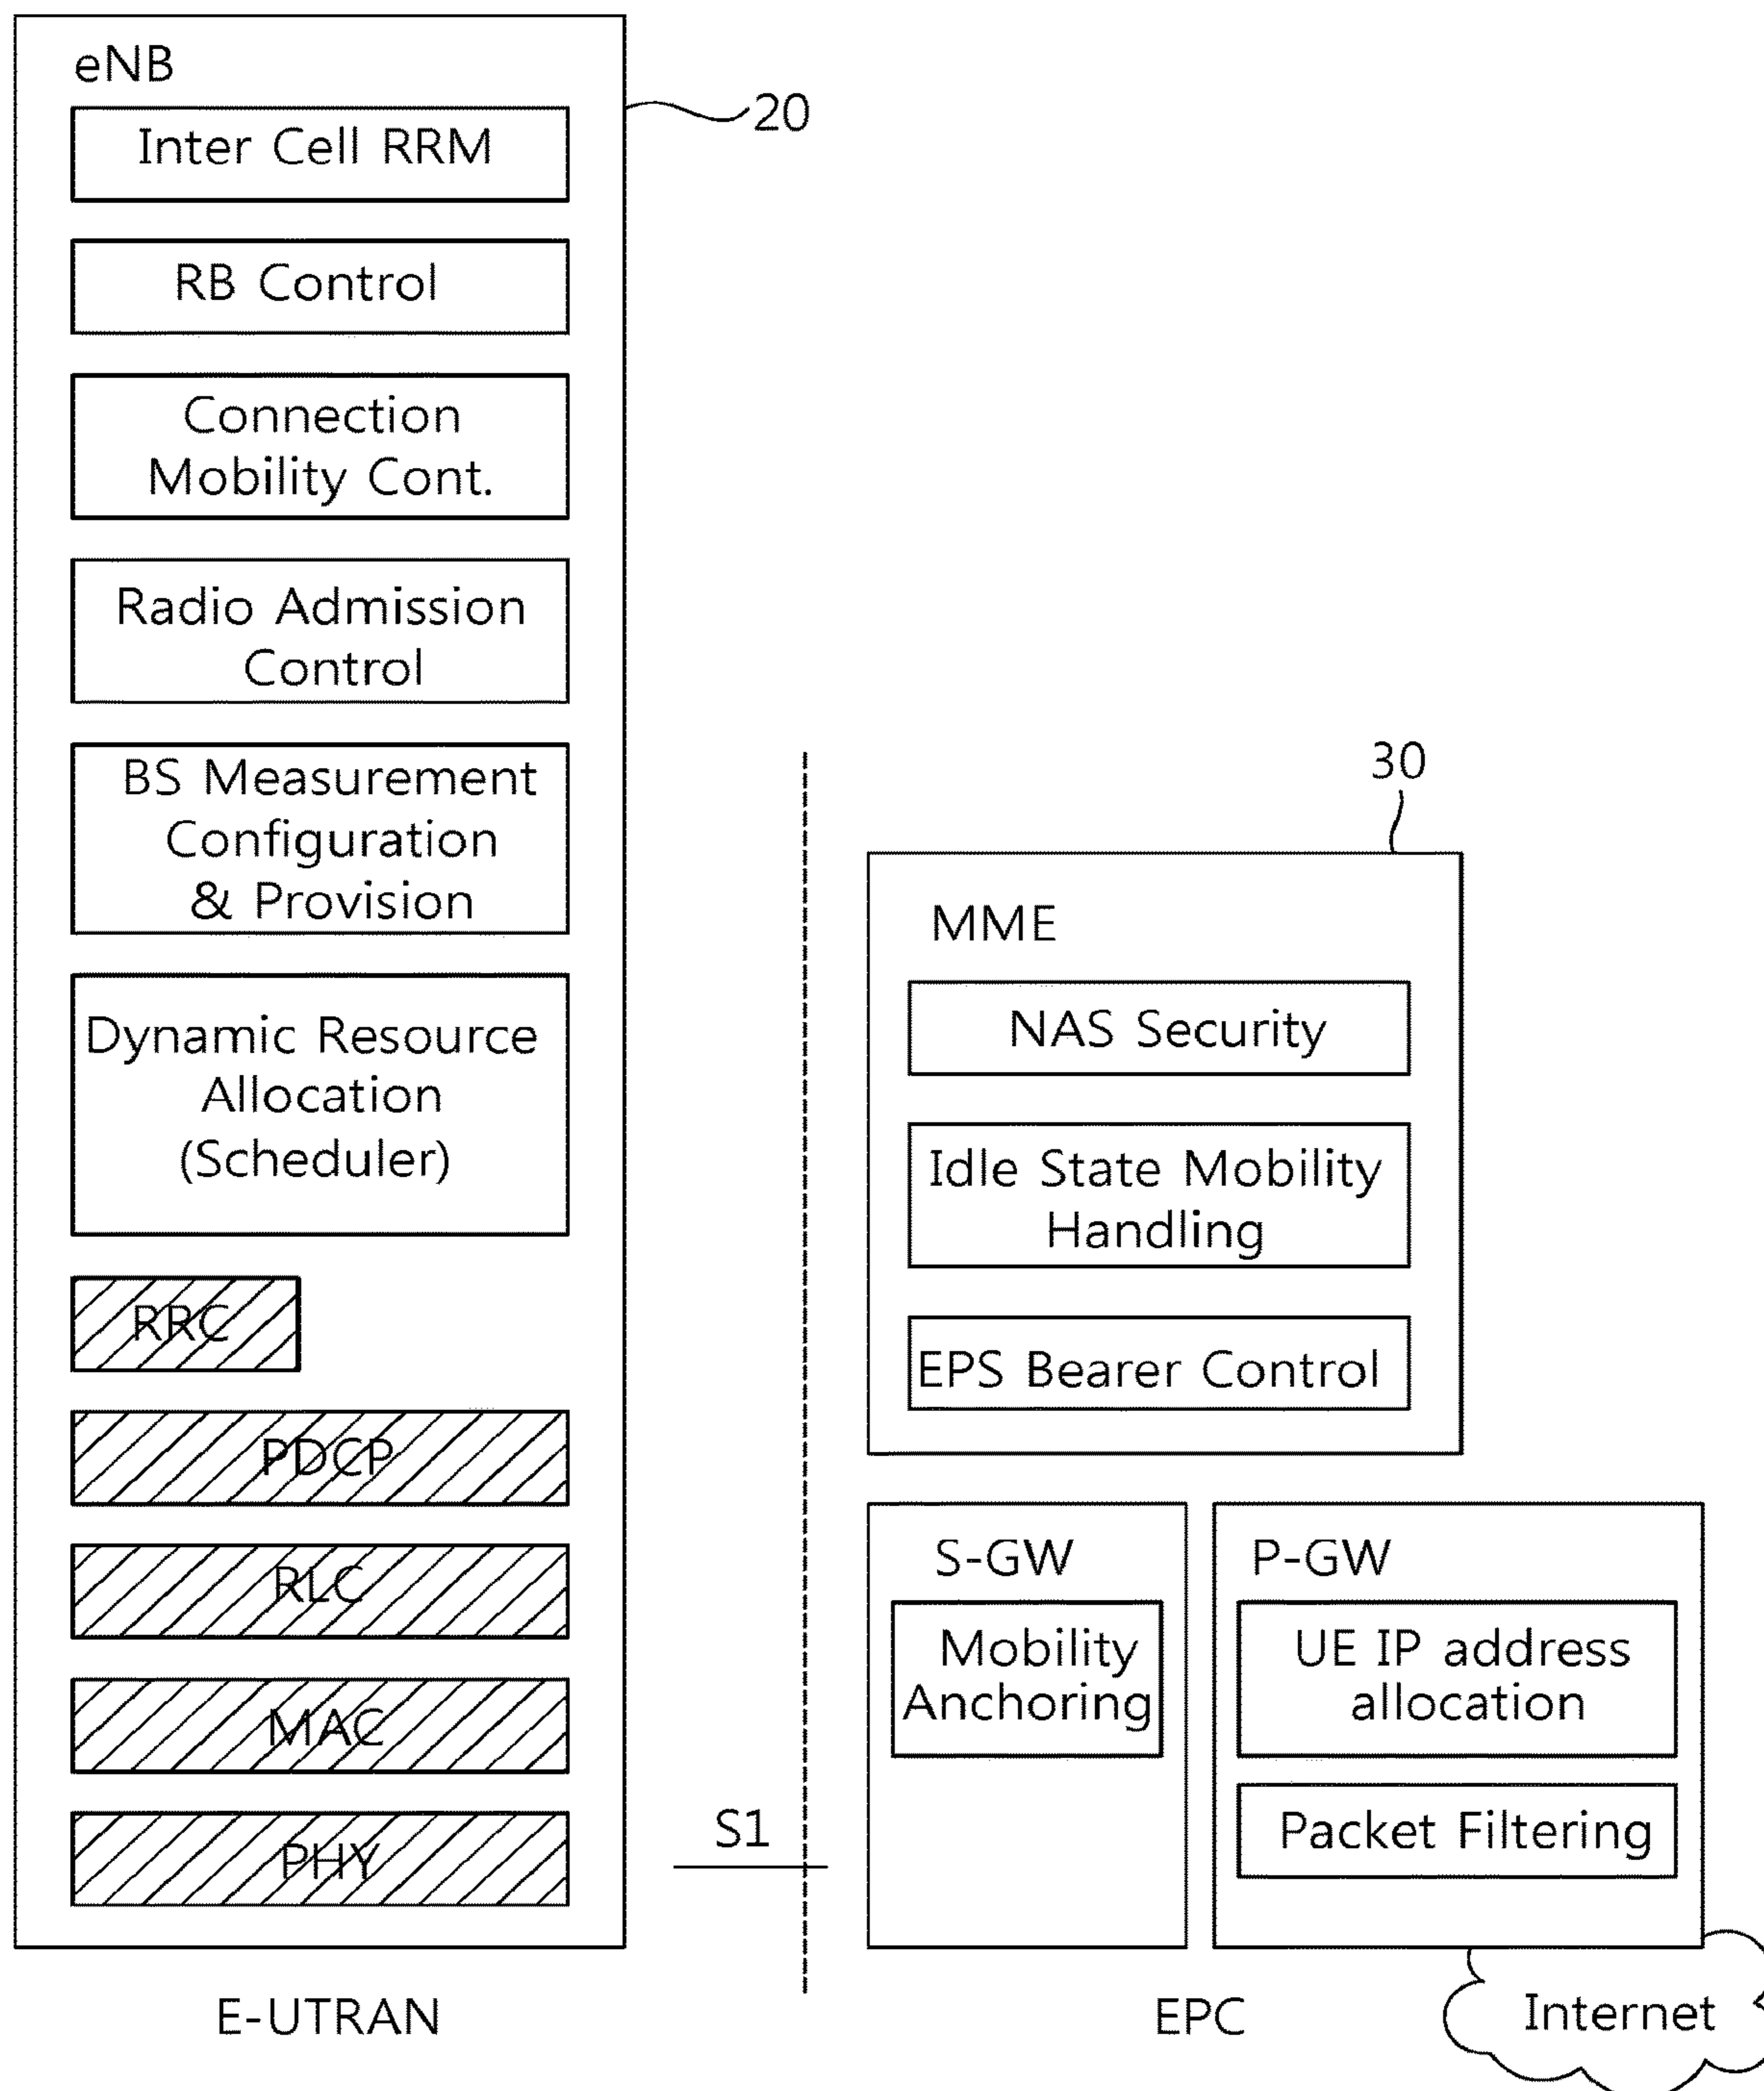 eNB
20
Inter Cell RRM
RB Control
Connection
Mobility Cont.
Radio Admission
Control
BS Measurement
Configuration
& Provision
Dynamic Resource
Allocation
(Scheduler)
RRC
PDCP
RLC
MAC
PHY
S1
E-UTRAN
30
MME
NAS Security
Idle State Mobility
Handling
EPS Bearer Control
S-GW
Mobility
Anchoring
P-GW
UE IP address
allocation
Packet Filtering
EPC
Internet